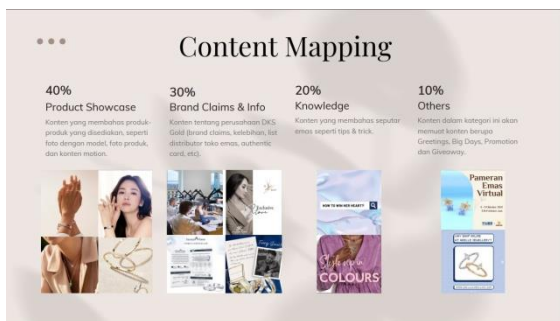 Content Mapping
40%
Product Showcase
Konten yang membahas produk-
produk yang disediakan, seperti
foto dengan model, foto produk,
dan konten motion.
30%
Brand Claims & Info
Konten tentang perusahaan DKS
Gold (brand claims, kelebihan, list
distributor toko emas, authentic
card, etc).
20%
Knowledge
Konten yang membahas seputar
emas seperti tips & trick.
10%
Others
Konten dalam kategori ini akan
memuat konten berupa
Greetings, Big Days, Promotion
dan Giveaway.
HOW TO WIN HER HEART?
COLOURS
Pameran
Emas
Virtual